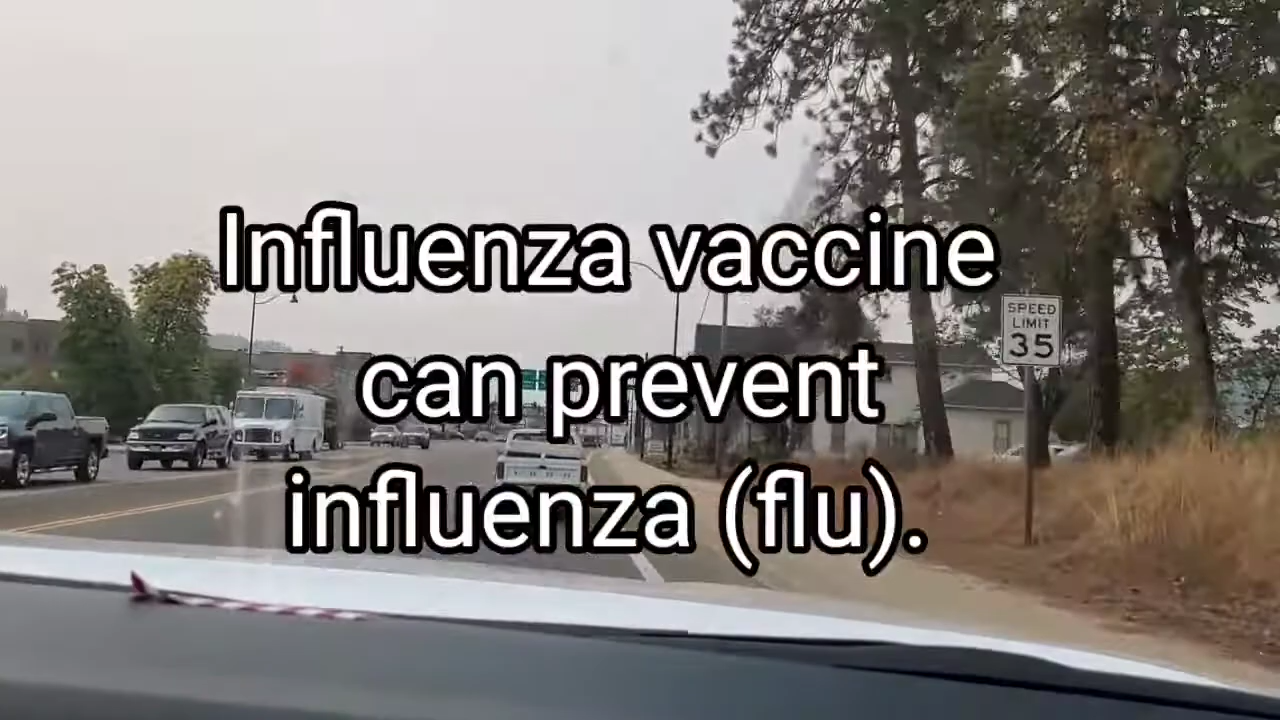 Influenza vaccine
can prevent
influenza (flu).
SPEED
LIMIT
35